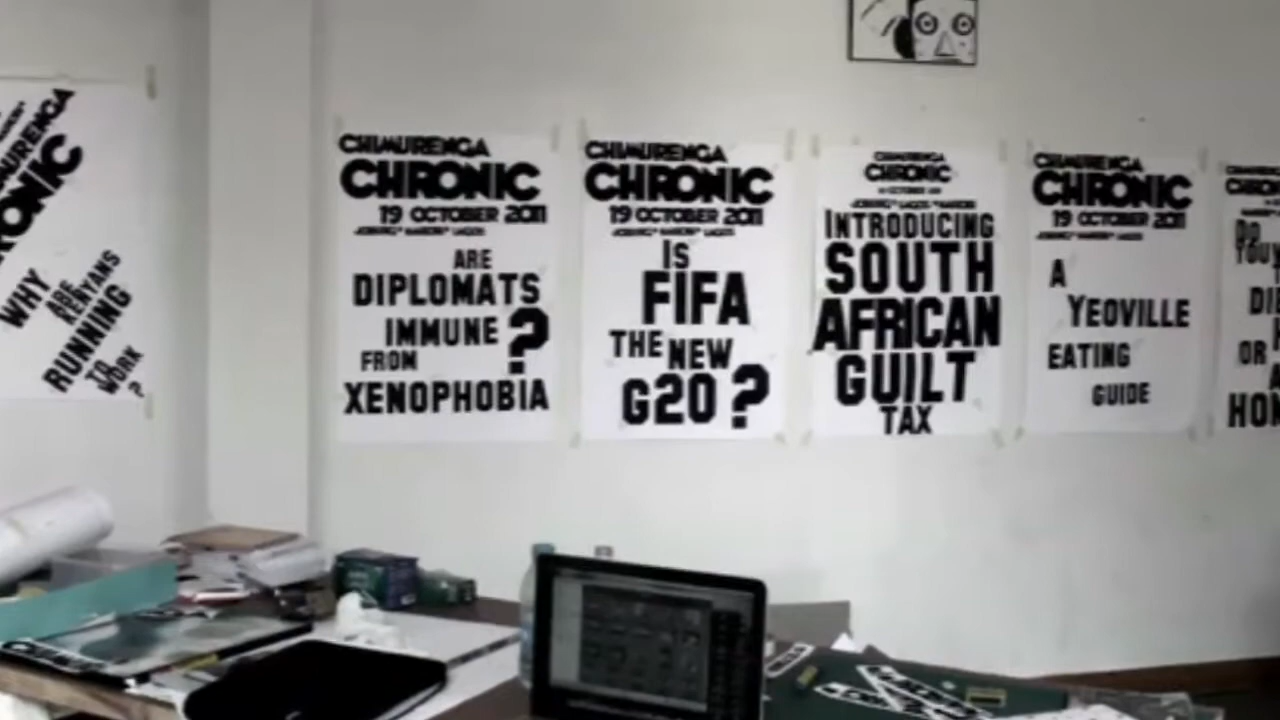 CHIMURENGA
CHRONIC
WHY
ARE
KENYANS
RUNNING
TO
WORK
?
CHIMURENGA
CHRONIC
19 OCTOBER 2011
ARE
DIPLOMATS
IMMUNE ?
FROM
XENOPHOBIA
CHIMURENGA
CHRONIC
19 OCTOBER 2011
IS
FIFA
THE NEW
G20?
CHIMURENGA
CHRONIC
INTRODUCING
SOUTH
AFRICAN
GUILT
TAX
CHIMURENGA
CHRONIC
19 OCTOBER 2011
A
YEOVILLE
EATING
GUIDE
OR